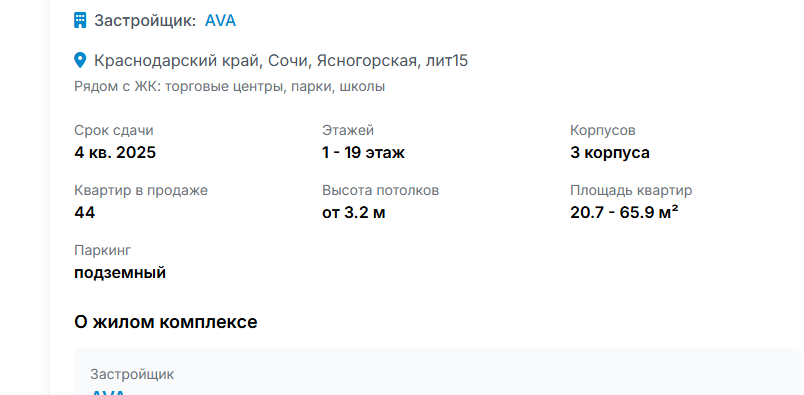 Застройщик: AVA
Краснодарский край, Сочи, Ясногорская, лит15
Рядом с ЖК: торговые центры, парки, школы
Срок сдачи
4 кв. 2025
Этажей
1 - 19 этаж
Корпусов
3 корпуса
Квартир в продаже
44
Высота потолков
от 3.2 м
Площадь квартир
20.7 - 65.9 м²
Паркинг
подземный
О жилом комплексе
Застройщик
AVA